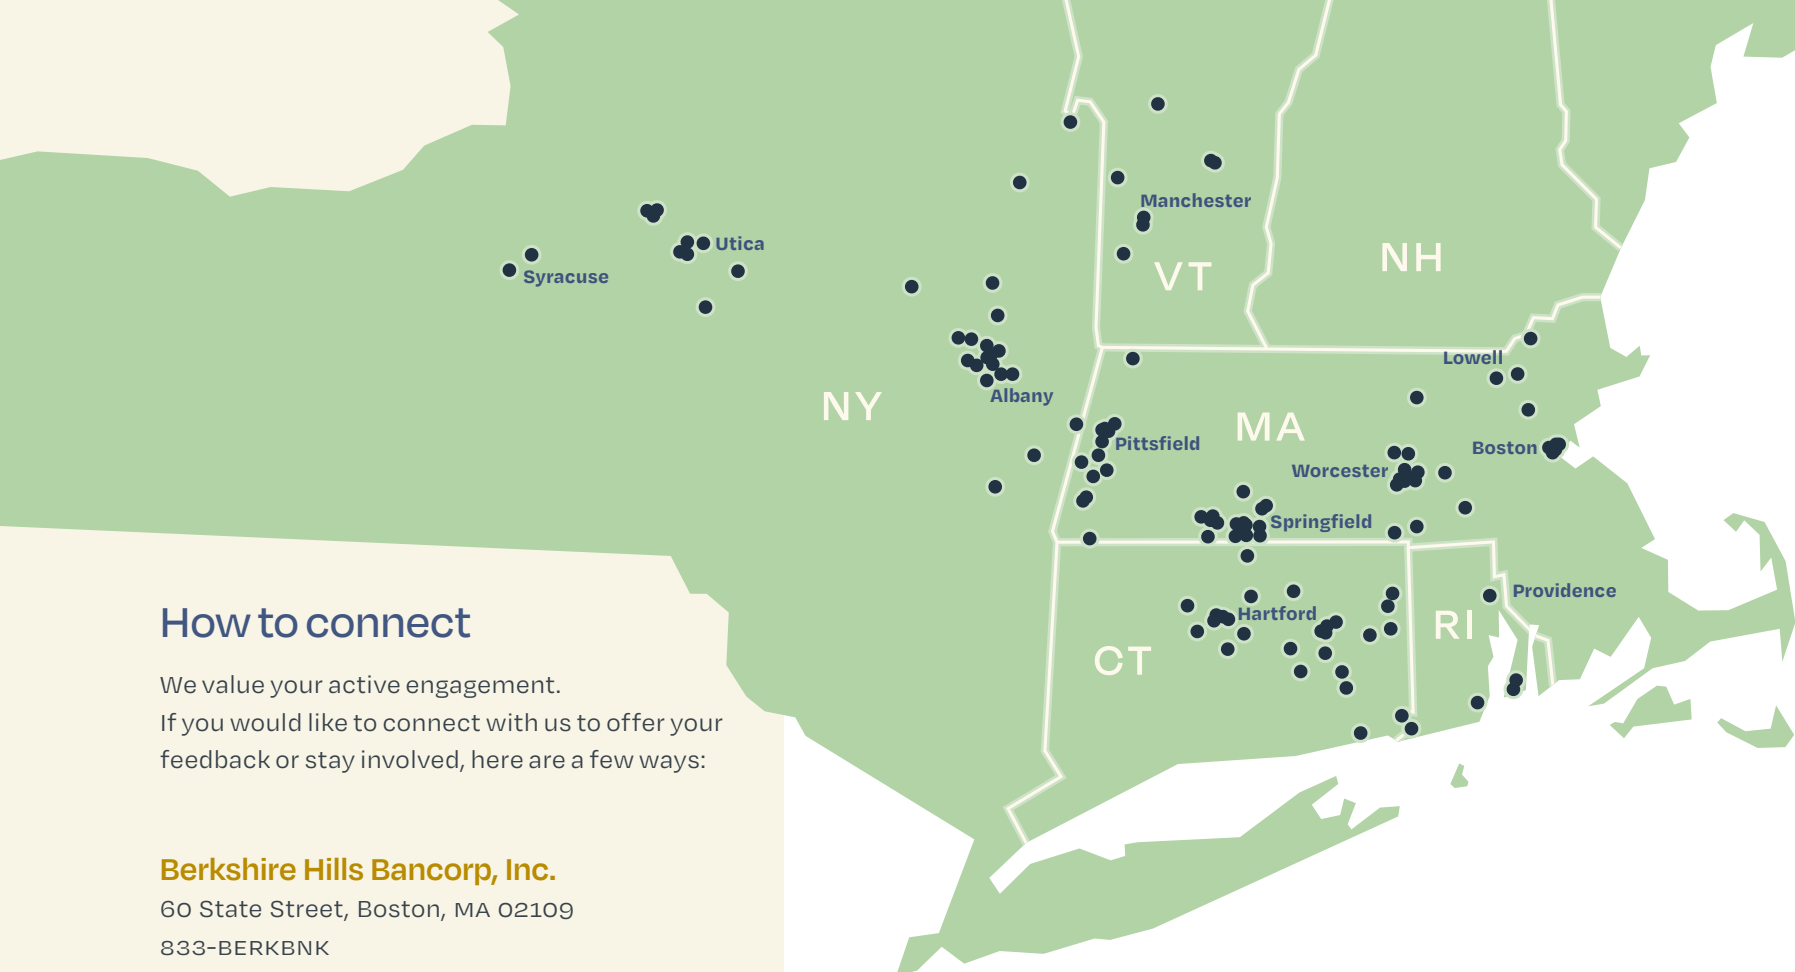 Manchester
Utica
Syracuse
VT
NH
Lowell
Albany
NY
MA
Pittsfield
Boston
Worcester
Springfield
Providence
Hartford
RI
CT
How to connect
We value your active engagement.
If you would like to connect with us to offer your
feedback or stay involved, here are a few ways:
Berkshire Hills Bancorp, Inc.
60 State Street, Boston, MA 02109
833-BERKBNK